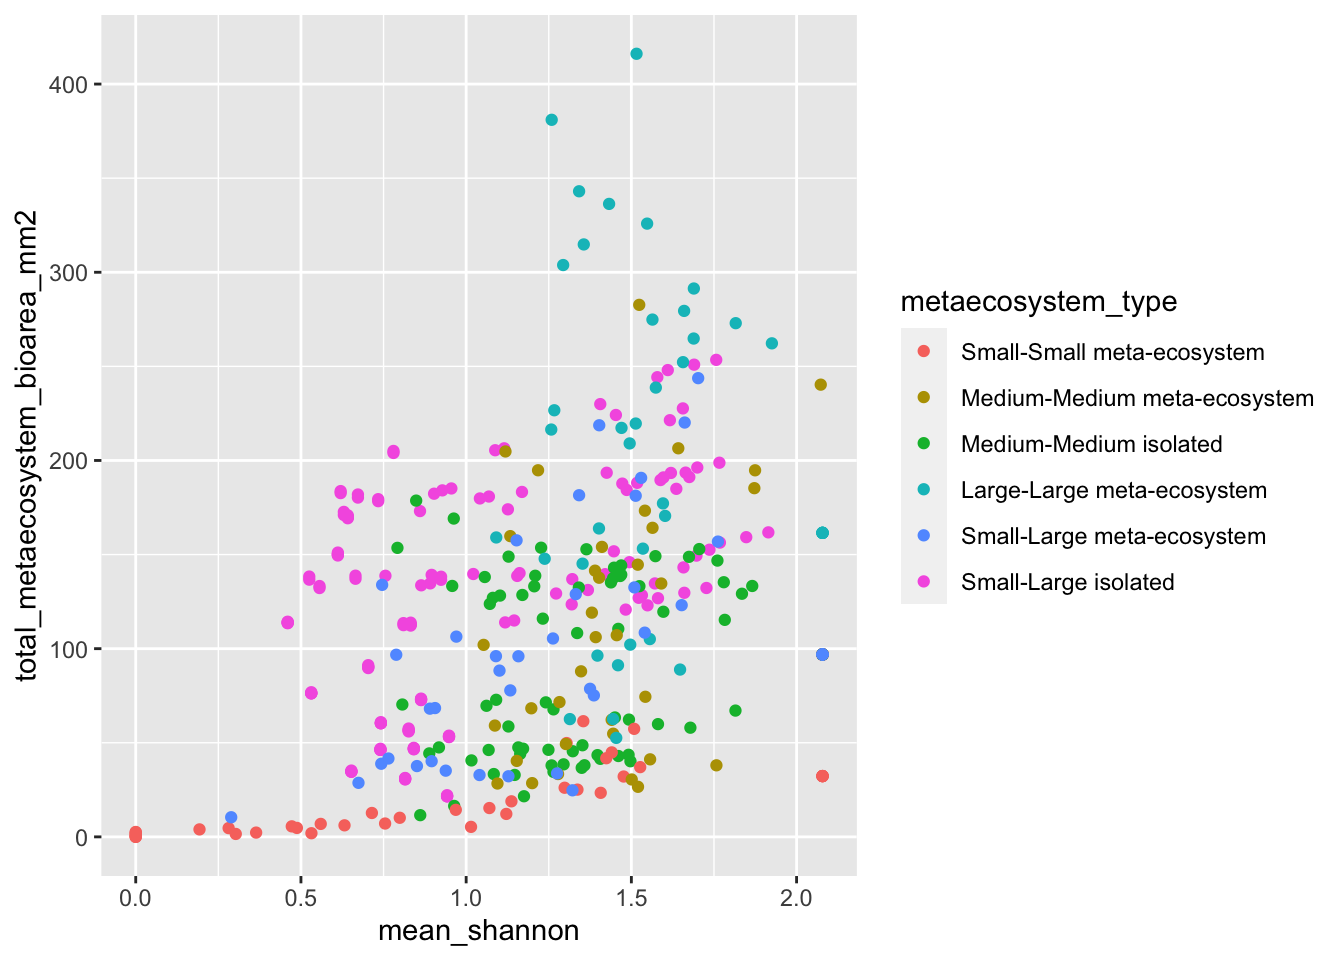 400
300
200
100
0
total_metaecosystem_bioarea_mm2
0.0 0.5 1.0 1.5 2.0
mean_shannon
metaecosystem_type
Small-Small meta-ecosystem
Medium-Medium meta-ecosystem
Medium-Medium isolated
Large-Large meta-ecosystem
Small-Large meta-ecosystem
Small-Large isolated